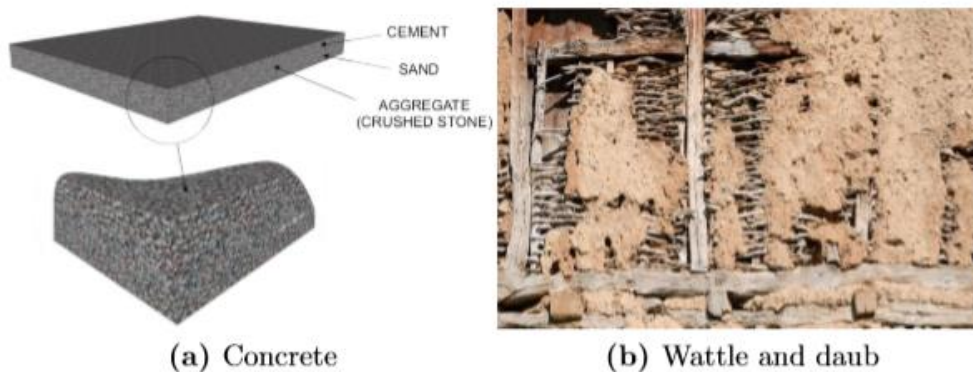 CEMENT
SAND
AGGREGATE
(CRUSHED STONE)
(a) Concrete
(b) Wattle and daub